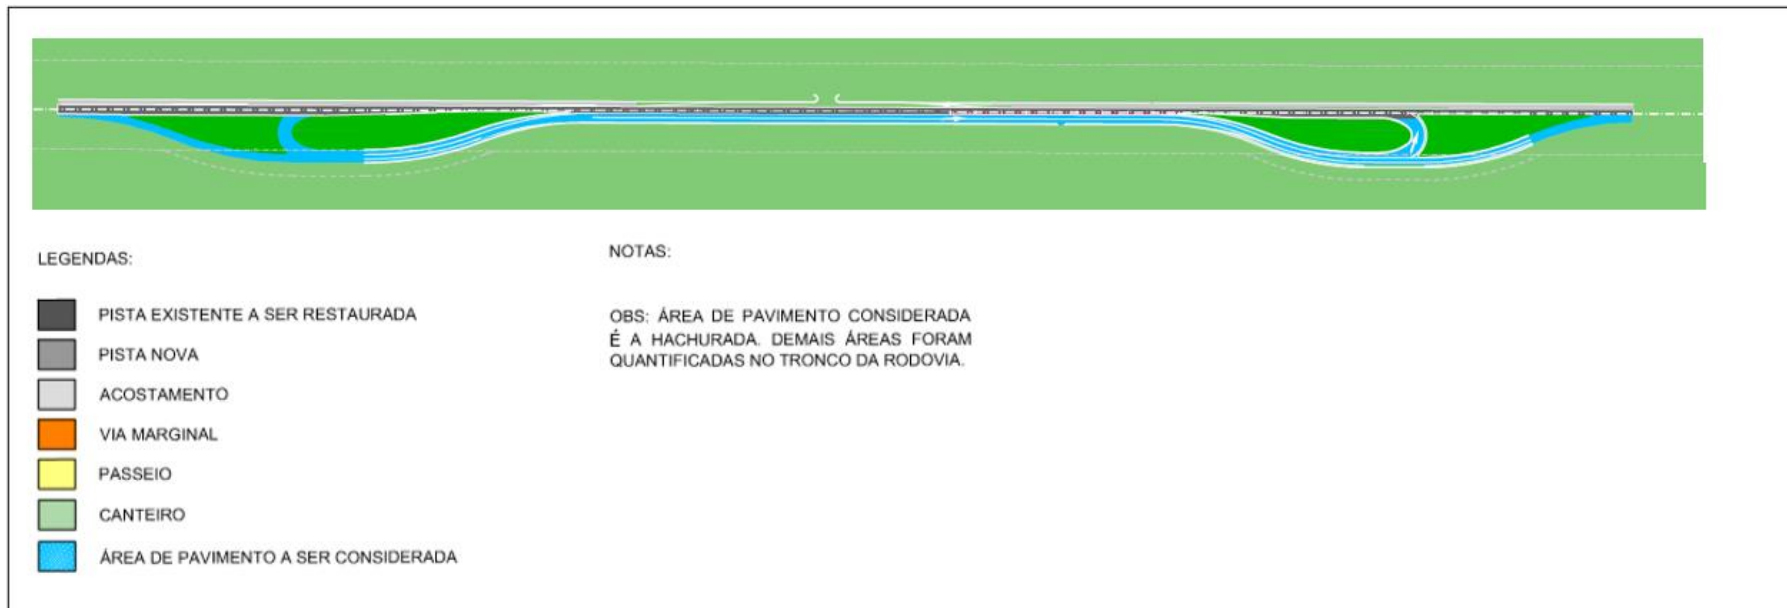 LEGENDAS:
PISTA EXISTENTE A SER RESTAURADA
PISTA NOVA
ACOSTAMENTO
VIA MARGINAL
PASSEIO
CANTEIRO
ÁREA DE PAVIMENTO A SER CONSIDERADA
NOTAS:
OBS: ÁREA DE PAVIMENTO CONSIDERADA
É A HACHURADA. DEMAIS ÁREAS FORAM
QUANTIFICADAS NO TRONCO DA RODOVIA.